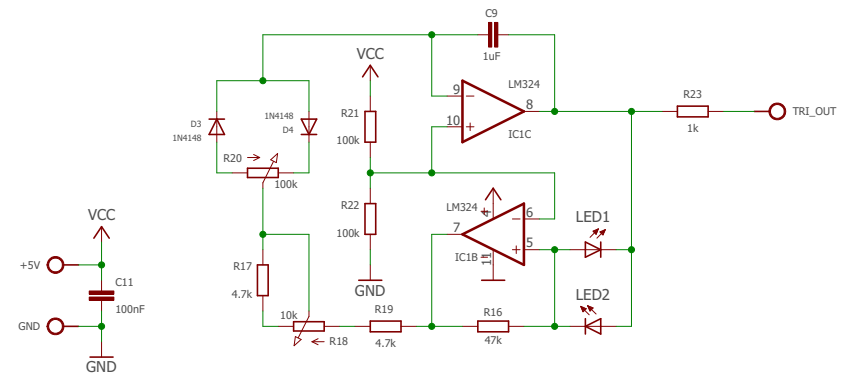 C9
1uF
VCC
LM324
9
8
10
IC1C
R23
1k
TRI_OUT
D3
1N4148
1N4148
D4
R21
100k
R20
100k
R22
100k
LM324
4
6
7
5
11
IC1B
LED1
VCC
+5V
C11
100nF
GND
GND
R17
4.7k
GND
10k
R18
R19
4.7k
R16
47k
LED2